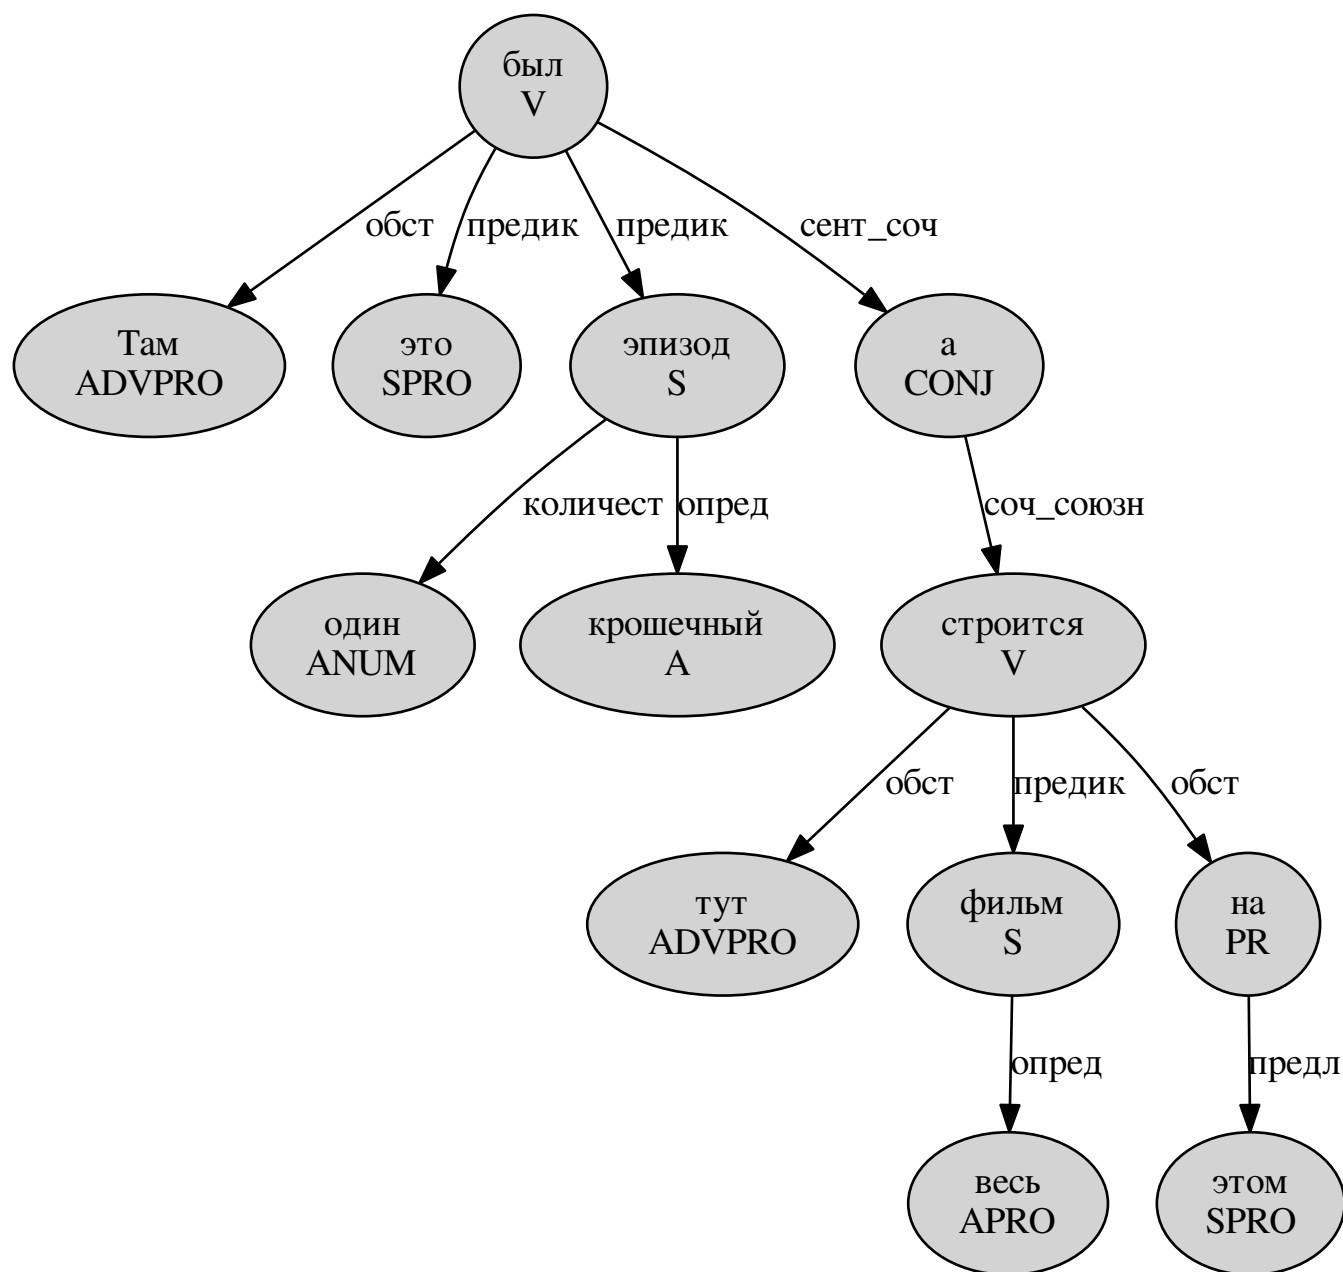 был
V
обст
предик
предик
сент_соч
Там
ADVPRO
это
SPRO
эпизод
S
а
CONJ
количест
опред
соч_союзн
один
ANUM
крошечный
A
строится
V
обст
предик
обст
тут
ADVPRO
фильм
S
на
PR
опред
предл
весь
APRO
этом
SPRO